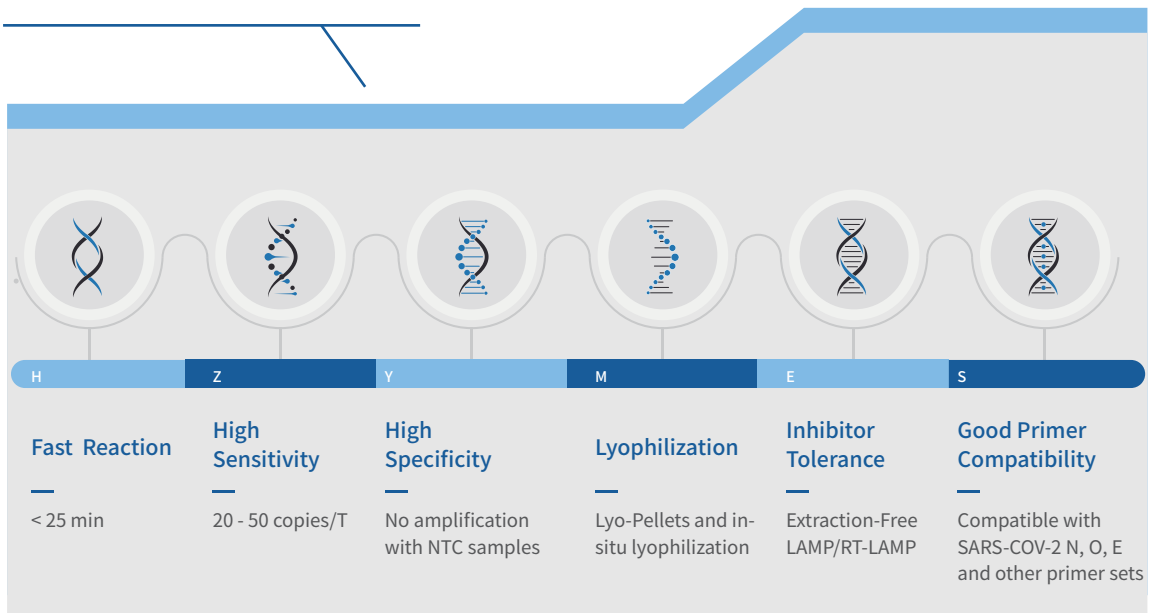 H
Z
Y
M
E
S
Fast Reaction
High
Sensitivity
High
Specificity
Lyophilization
Inhibitor
Tolerance
Good Primer
Compatibility
< 25 min
20 - 50 copies/T
No amplification
with NTC samples
Lyo-Pellets and in-
situ lyophilization
Extraction-Free
LAMP/RT-LAMP
Compatible with
SARS-COV-2 N, O, E
and other primer sets